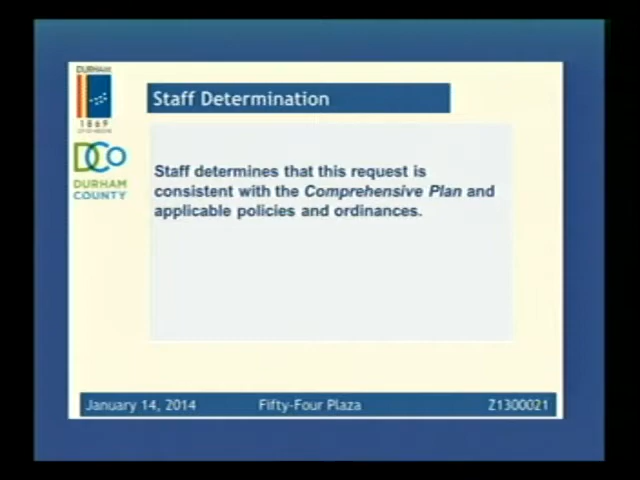 DURHAM
1869
DCO
DURHAM
COUNTY
Staff Determination
Staff determines that this request is
consistent with the Comprehensive Plan and
applicable policies and ordinances.
January 14, 2014 Fifty-Four Plaza Z1300021